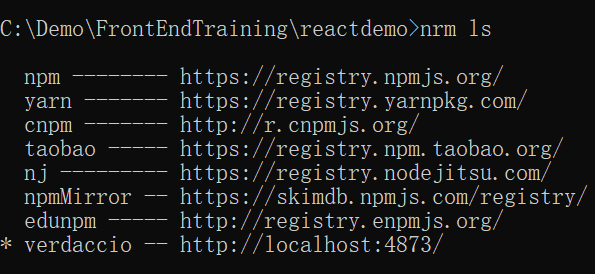 C:\Demo\FrontEndTraining\reactdemo>nrm ls
npm -------- https://registry.npmjs.org/
yarn ------- https://registry.yarnpkg.com/
cnpm ------- http://r.cnpmjs.org/
taobao ----- https://registry.npm.taobao.org/
nj --------- https://registry.nodejitsu.com/
npmMirror -- https://skimdb.npmjs.com/registry/
edunpm ----- http://registry.enpmjs.org/
* verdaccio -- http://localhost:4873/